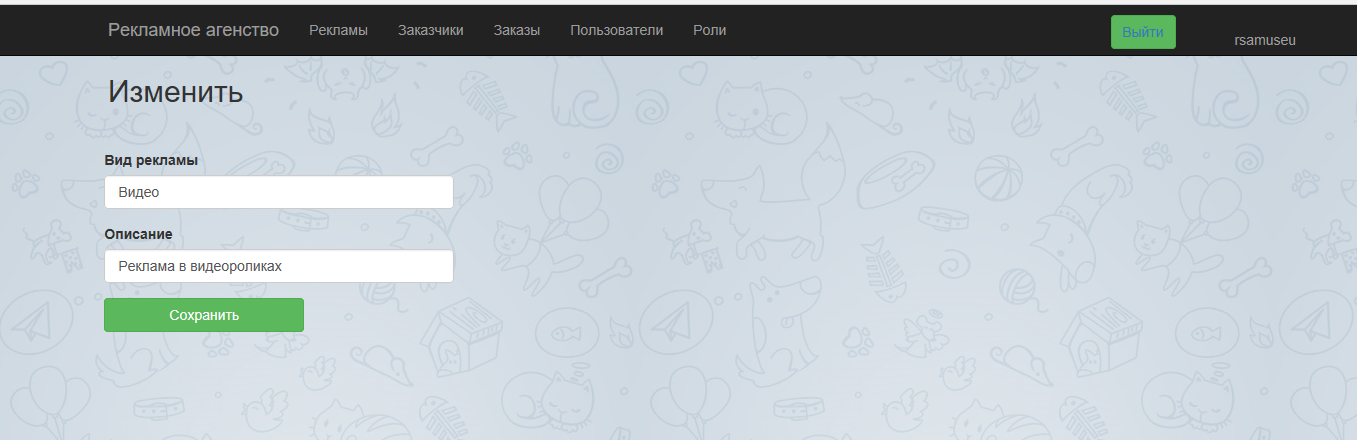 Рекламное агенство Рекламы Заказчики Заказы Пользователи Роли Выйти rsamuseu
Изменить
Вид рекламы
Видео
Описание
Реклама в видеороликах
Сохранить